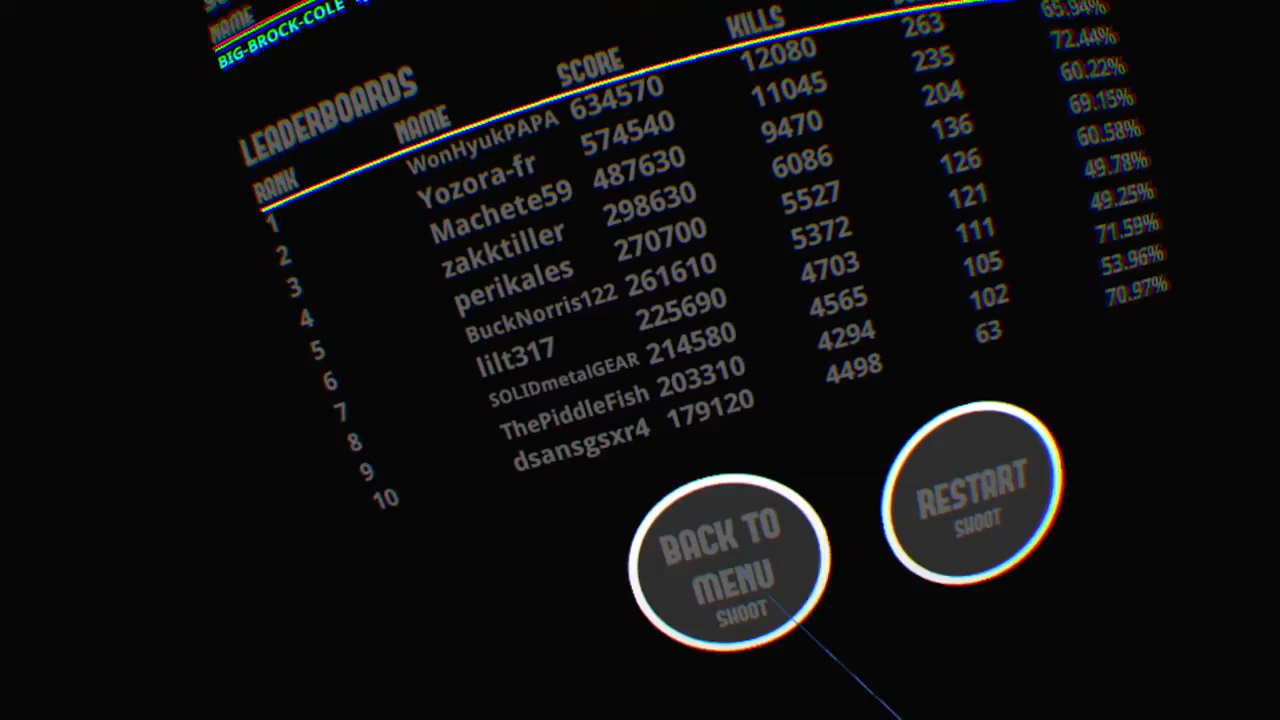 NAME
BIG-BROCK-COLE
LEADERBOARDS
RANK NAME SCORE KILLS
1 WonHyukPAPA 634570 12080 263 65.94%
2 Yozora-fr 574540 11045 235 72.44%
3 Machete59 487630 9470 204 60.22%
4 zakktiller 298630 6086 136 69.15%
5 perikales 270700 5527 126 60.58%
6 BuckNorris122 261610 5372 121 49.78%
7 lilt317 225690 4703 111 49.25%
8 SOLIDmetalGEAR 214580 4565 105 71.59%
9 ThePiddleFish 203310 4294 102 53.96%
10 dsansgsxr4 179120 4498 63 70.97%
BACK TO
MENU
SHOOT
RESTART
SHOOT